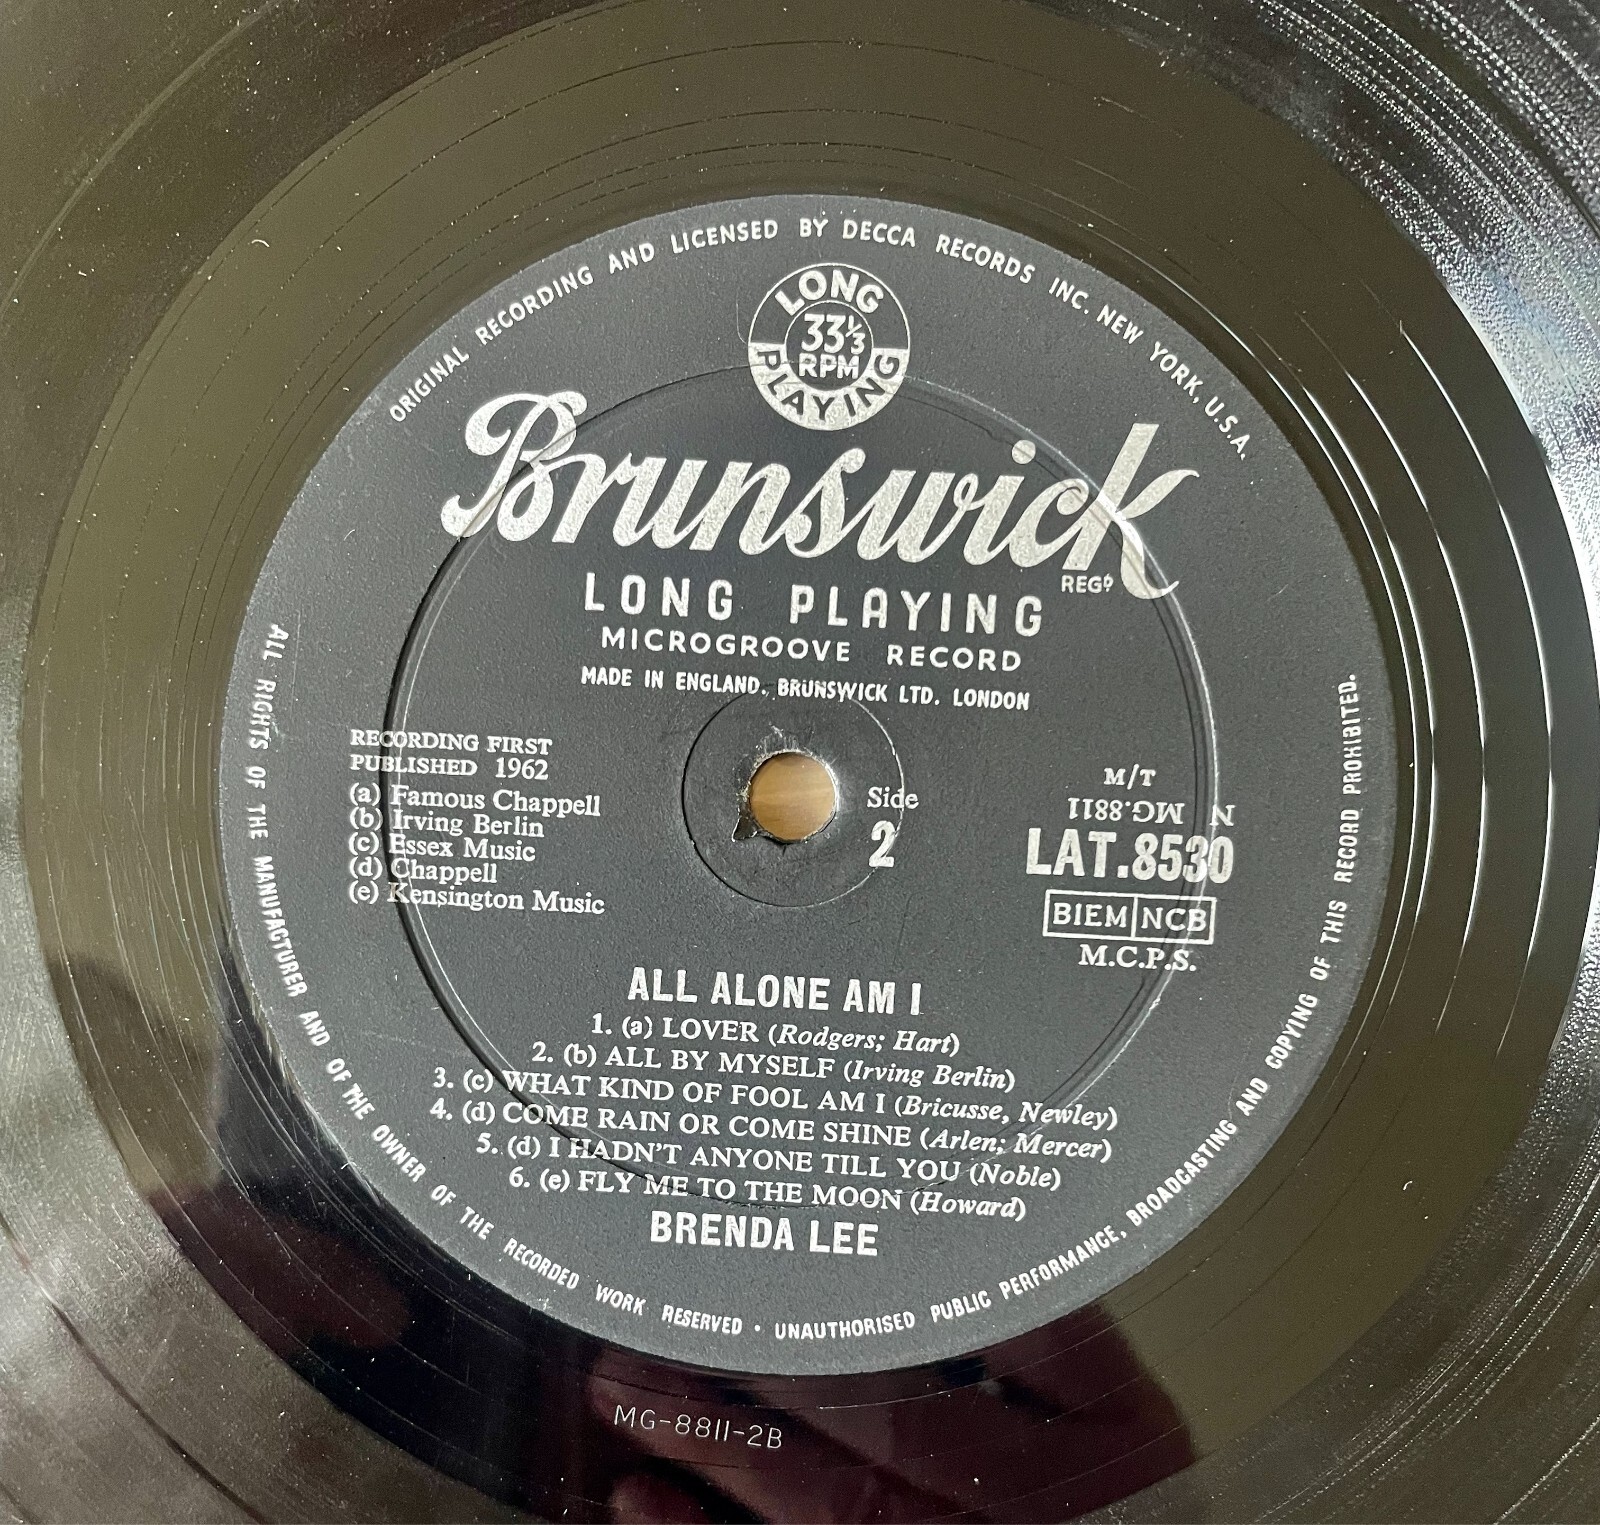 ORIGINAL RECORDING AND LICENSED BY DECCA RECORDS INC. NEW YORK, U.S.A.
LONG
33⅓
RPM
PLAYING
Brunswick
REGD
LONG PLAYING
MICROGROOVE RECORD
MADE IN ENGLAND. BRUNSWICK LTD. LONDON
RECORDING FIRST
PUBLISHED 1962
(a) Famous Chappell
(b) Irving Berlin
(c) Essex Music
(d) Chappell
(e) Kensington Music
Side
2
M/T
N MG.8811
LAT.8530
BIEM NCB
M.C.P.S.
ALL ALONE AM I
1. (a) LOVER (Rodgers; Hart)
2. (b) ALL BY MYSELF (Irving Berlin)
3. (c) WHAT KIND OF FOOL AM I (Bricusse, Newley)
4. (d) COME RAIN OR COME SHINE (Arlen; Mercer)
5. (d) I HADN'T ANYONE TILL YOU (Noble)
6. (e) FLY ME TO THE MOON (Howard)
BRENDA LEE
ALL RIGHTS OF THE MANUFACTURER AND OF THE OWNER OF THE RECORDED WORK RESERVED · UNAUTHORISED PUBLIC PERFORMANCE, BROADCASTING AND COPYING OF THIS RECORD PROHIBITED.
MG-8811-2B